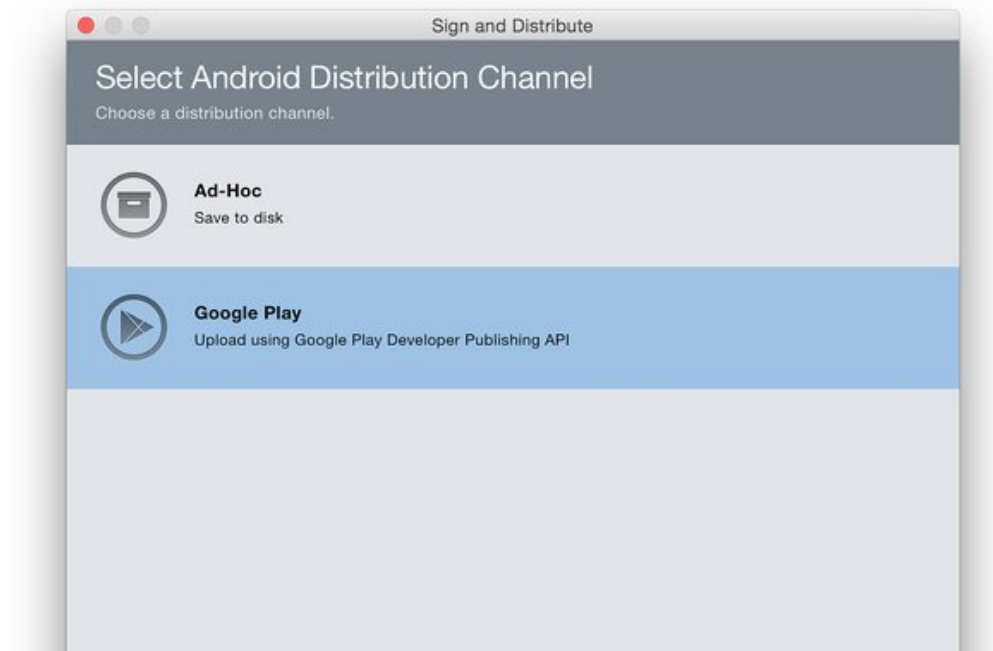 Sign and Distribute
Select Android Distribution Channel
Choose a distribution channel.
Ad-Hoc
Save to disk
Google Play
Upload using Google Play Developer Publishing API